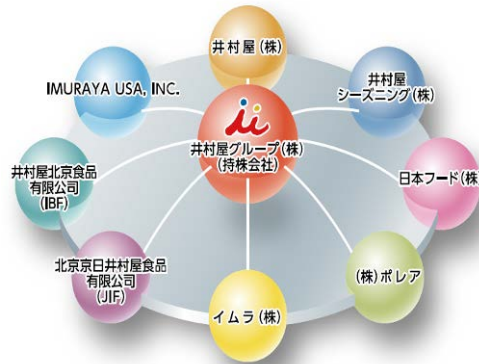 井村屋(株)
IMURAYA USA, INC.
井村屋
シーズニング(株)
井村屋グループ(株)
(持株会社)
井村屋北京食品
有限公司
(IBF)
日本フード(株)
北京京日井村屋食品
有限公司
(JIF)
(株)ポレア
イムラ(株)